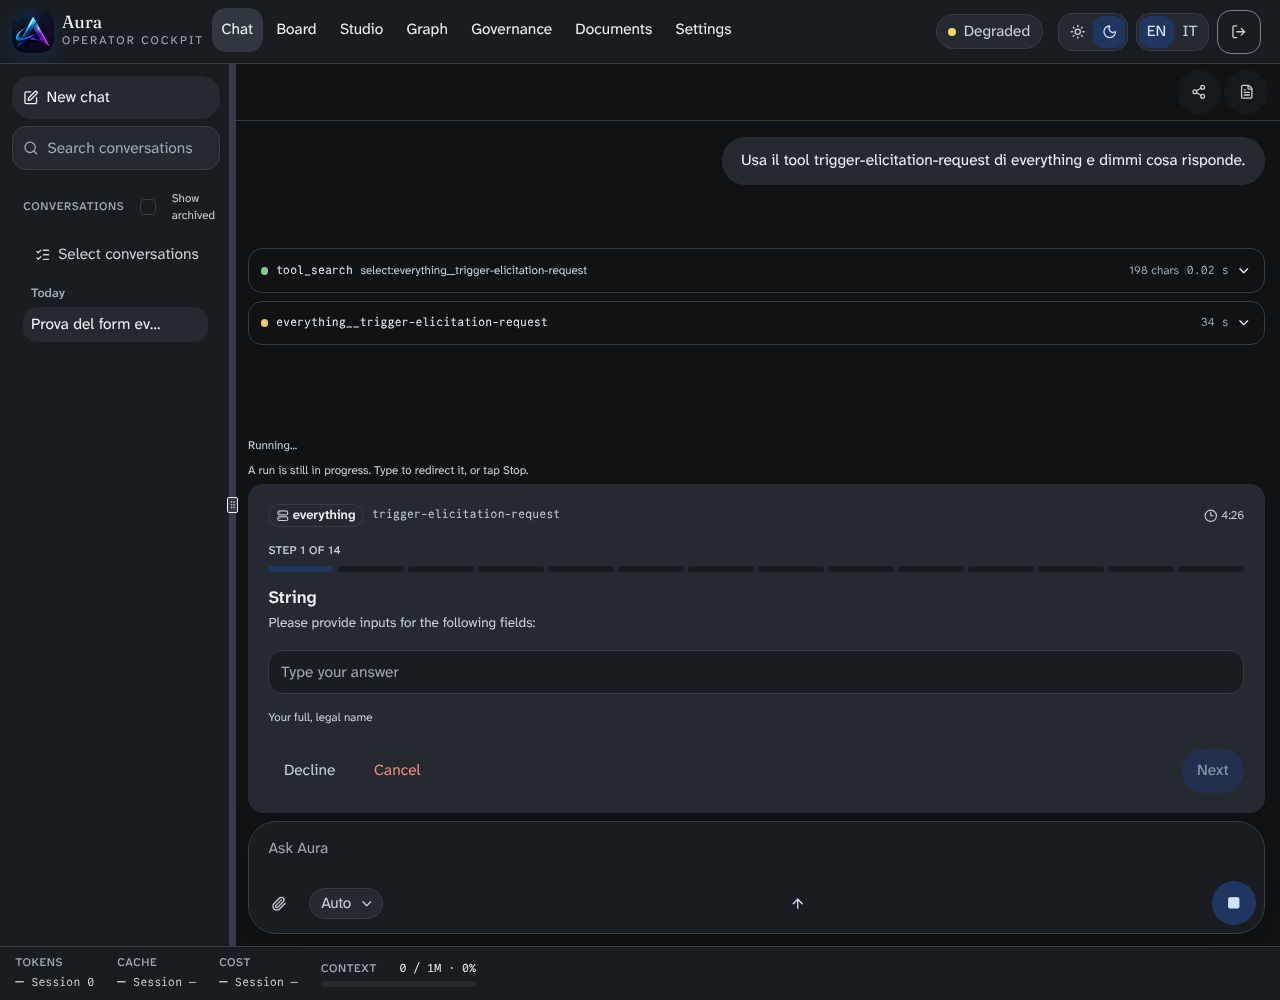 Aura
OPERATOR COCKPIT
Chat
Board
Studio
Graph
Governance
Documents
Settings
Degraded
EN
IT
New chat
Search conversations
CONVERSATIONS
Show archived
Select conversations
Today
Prova del form ev...
Usa il tool trigger-elicitation-request di everything e dimmi cosa risponde.
tool_search select:everything__trigger-elicitation-request 198 chars 0.02 s
everything__trigger-elicitation-request 34 s
Running...
A run is still in progress. Type to redirect it, or tap Stop.
everything trigger-elicitation-request 4:26
STEP 1 OF 14
String
Please provide inputs for the following fields:
Type your answer
Your full, legal name
Decline
Cancel
Next
Ask Aura
Auto
TOKENS
— Session 0
CACHE
— Session —
COST
— Session —
CONTEXT 0 / 1M · 0%